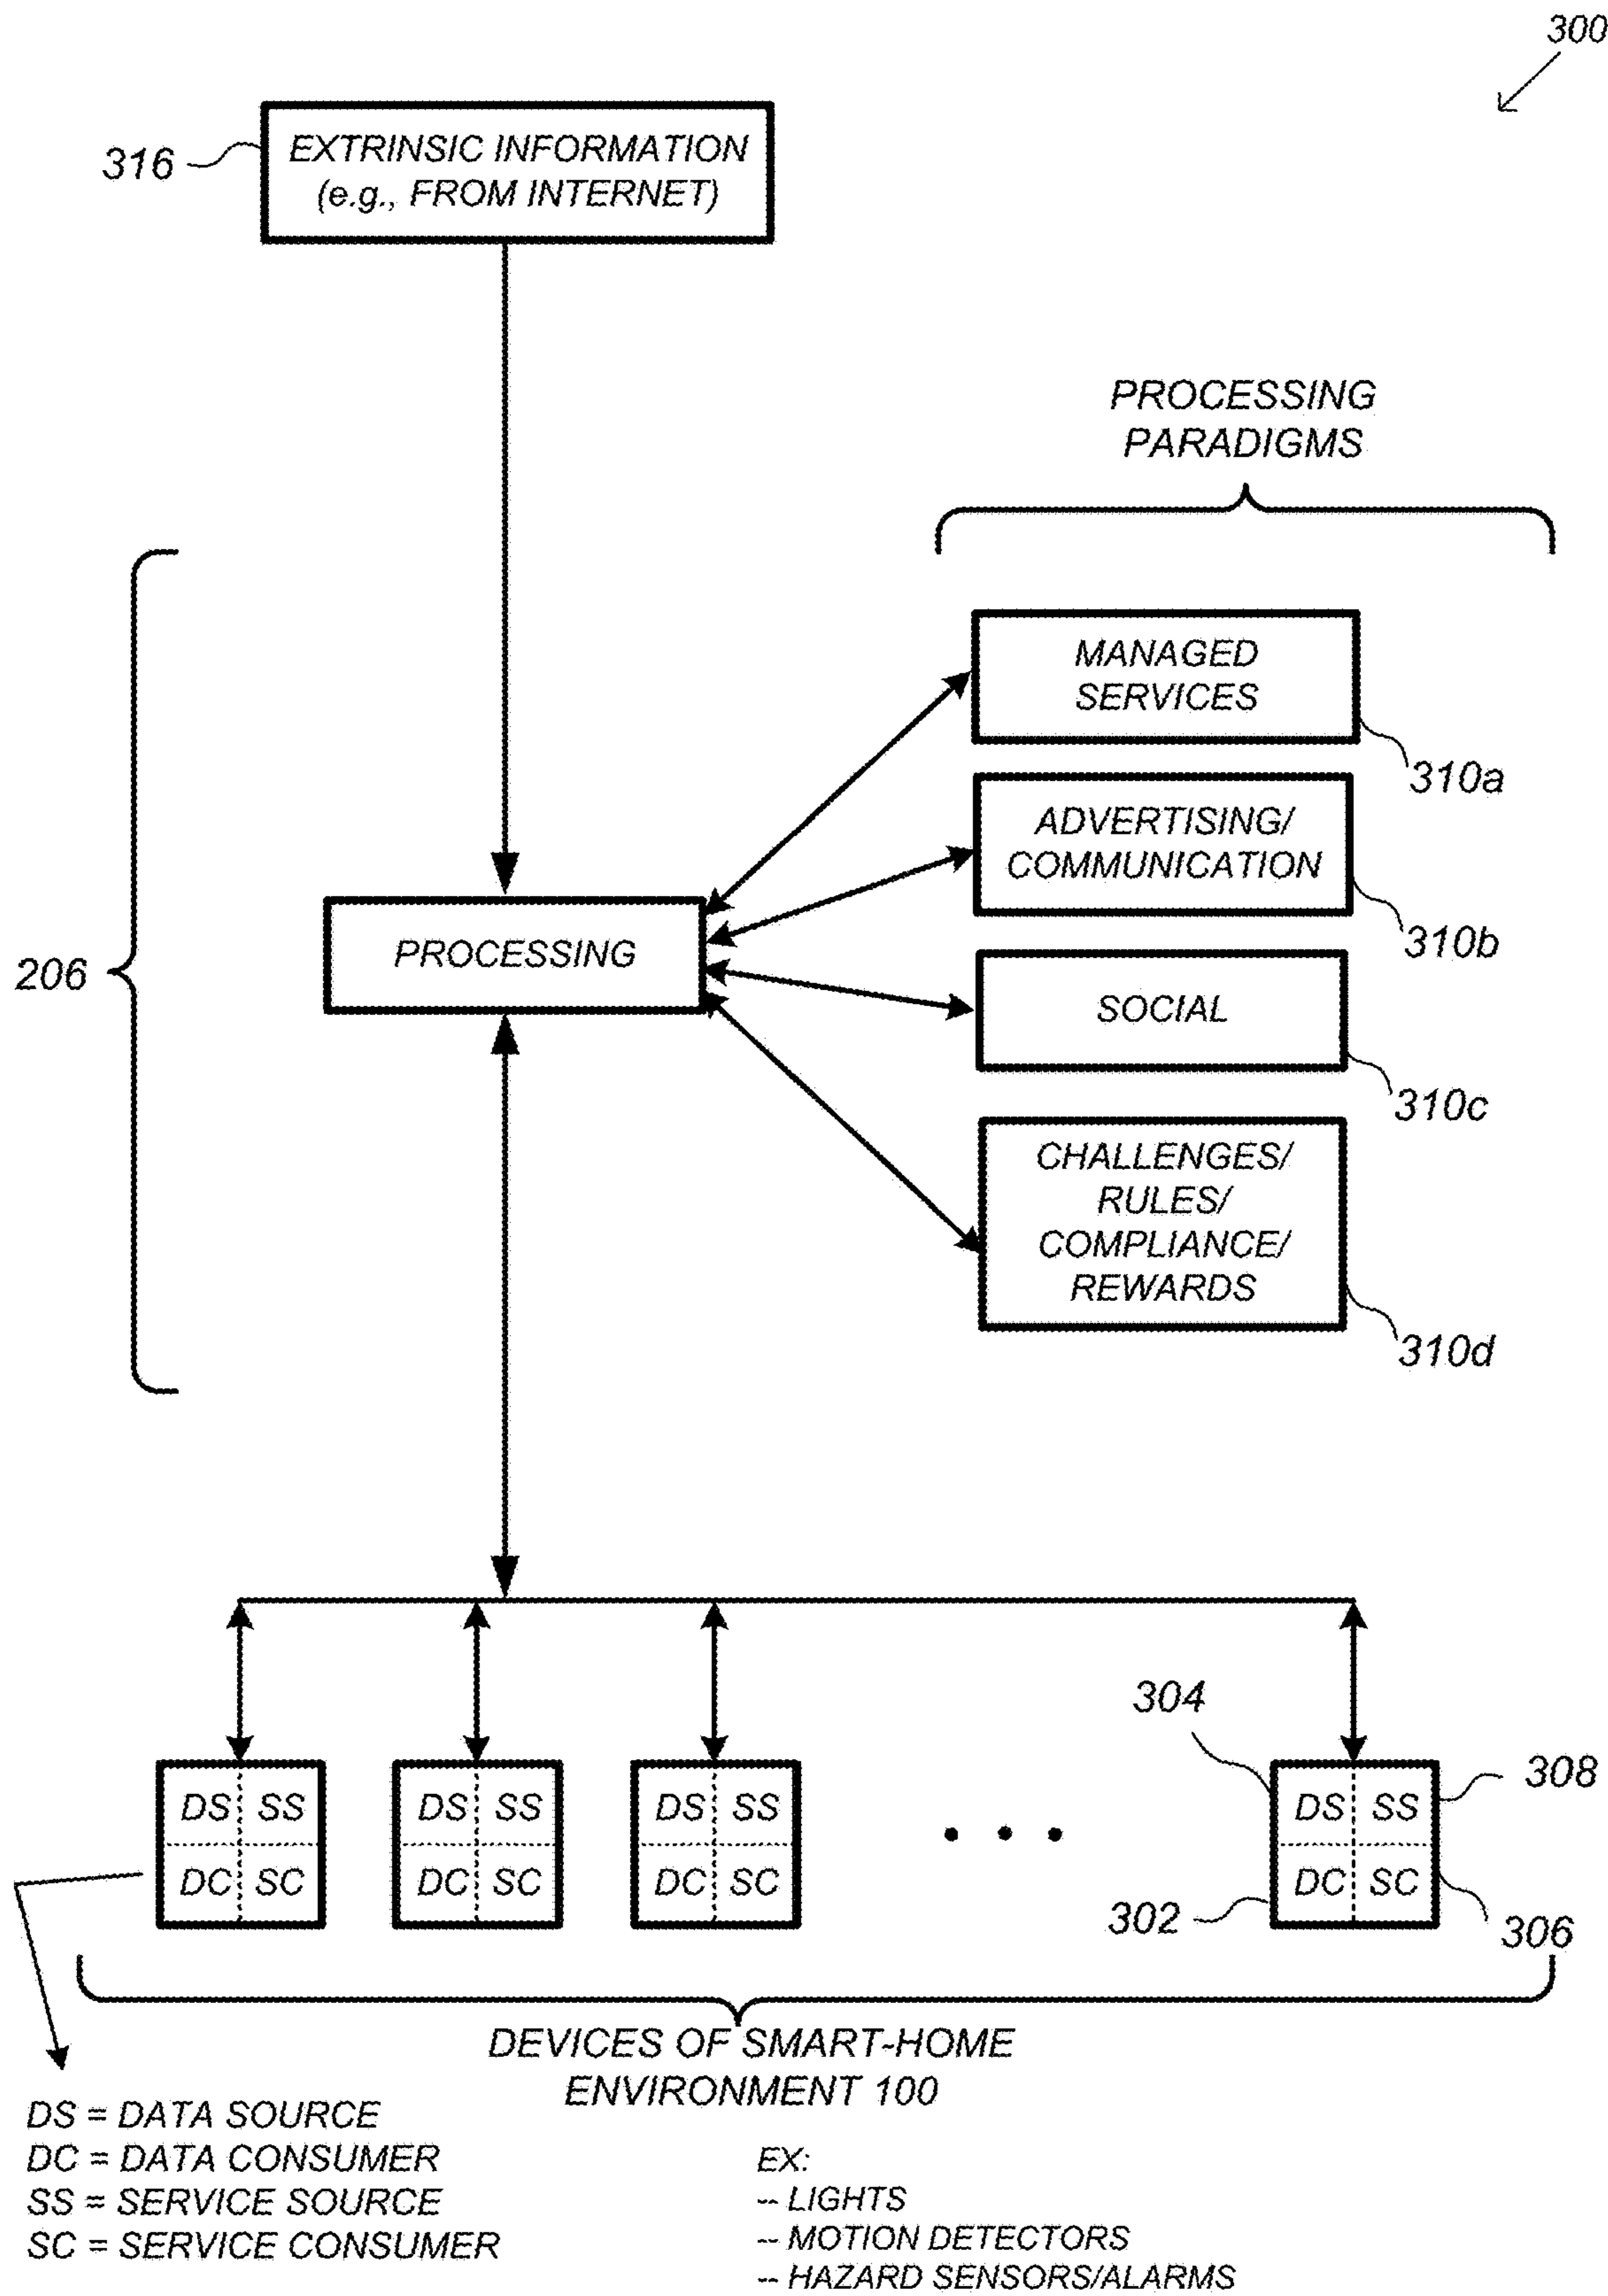 300
316
EXTRINSIC INFORMATION
(e.g., FROM INTERNET)
PROCESSING
PARADIGMS
MANAGED
SERVICES
310a
ADVERTISING/
COMMUNICATION
310b
206
PROCESSING
SOCIAL
310c
CHALLENGES/
RULES/
COMPLIANCE/
REWARDS
310d
304
308
DS SS
DC SC
DS SS
DC SC
DS SS
DC SC
• • •
DS SS
DC SC
302
306
DEVICES OF SMART-HOME
ENVIRONMENT 100
DS = DATA SOURCE
DC = DATA CONSUMER
SS = SERVICE SOURCE
SC = SERVICE CONSUMER
EX:
-- LIGHTS
-- MOTION DETECTORS
-- HAZARD SENSORS/ALARMS